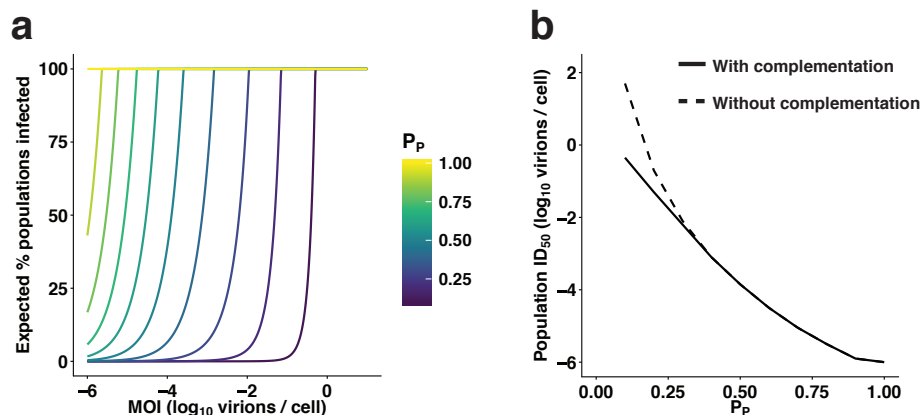 a
Expected % populations infected
100
75
50
25
0
−6
−4
−2
0
MOI (log10 virions / cell)
PP
1.00
0.75
0.50
0.25
b
Population ID50 (log10 virions / cell)
2
0
−2
−4
−6
With complementation
Without complementation
0.00
0.25
0.50
0.75
1.00
PP